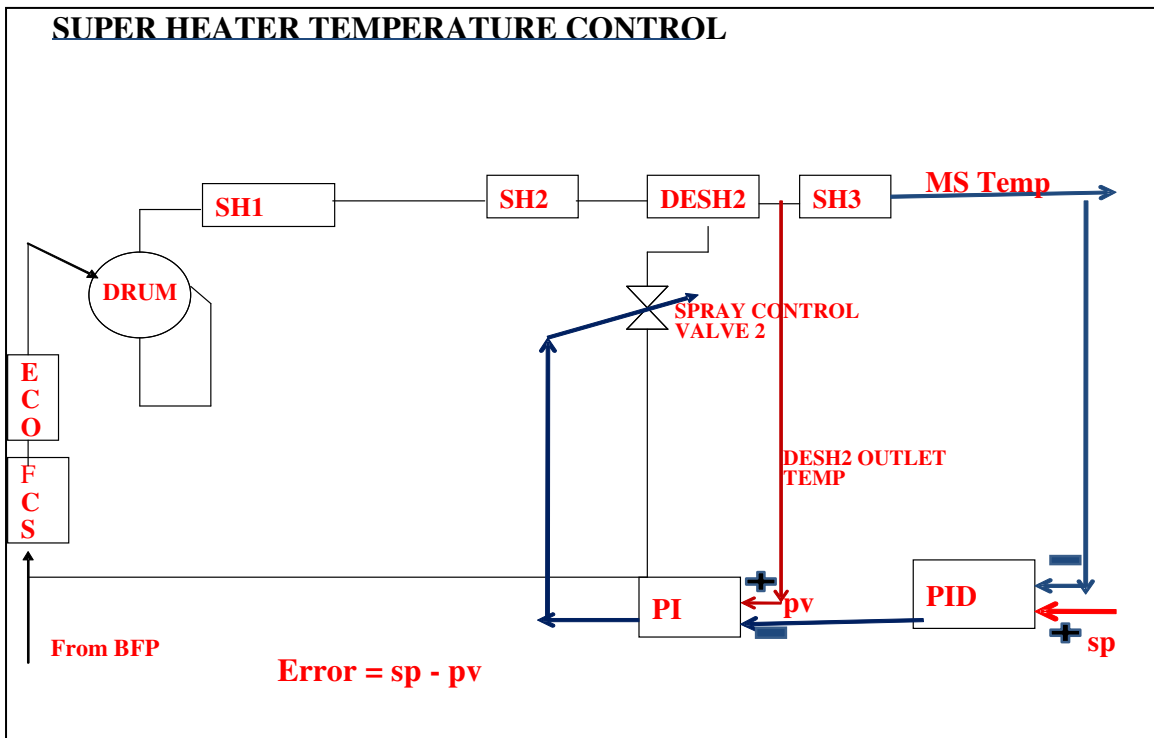 SUPER HEATER TEMPERATURE CONTROL
SH1
SH2
DESH2
SH3
MS Temp
DRUM
SPRAY CONTROL
VALVE 2
E
C
O
F
C
S
DESH2 OUTLET
TEMP
PI
+
pv
-
PID
-
+
sp
From BFP
Error = sp - pv